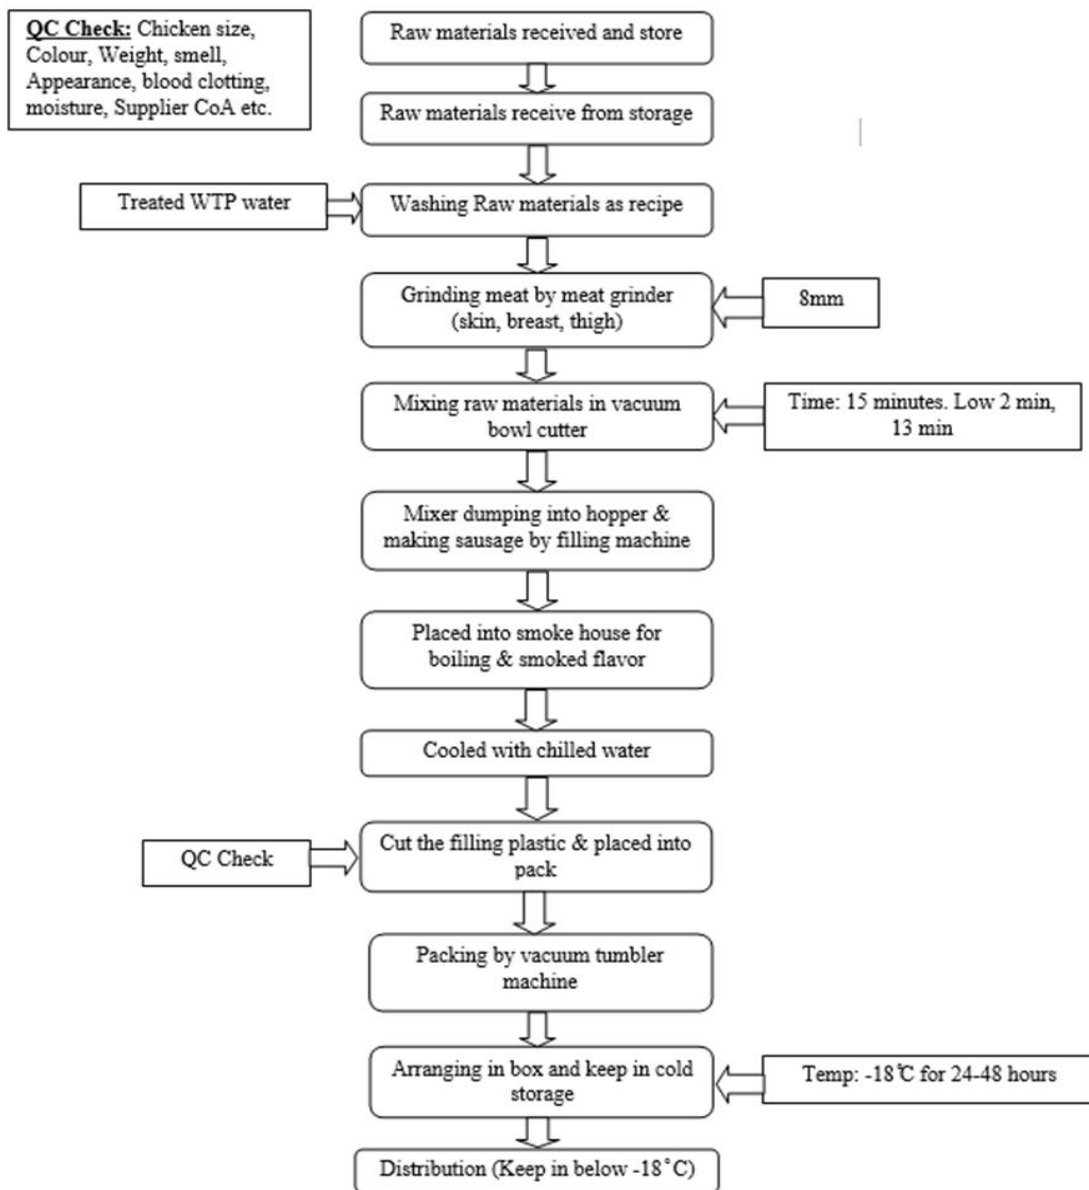 QC Check: Chicken size,
Colour, Weight, smell,
Appearance, blood clotting,
moisture, Supplier CoA etc.
Raw materials received and store
Raw materials receive from storage
Treated WTP water
Washing Raw materials as recipe
Grinding meat by meat grinder
(skin, breast, thigh)
8mm
Mixing raw materials in vacuum
bowl cutter
Time: 15 minutes. Low 2 min,
13 min
Mixer dumping into hopper &
making sausage by filling machine
Placed into smoke house for
boiling & smoked flavor
Cooled with chilled water
QC Check
Cut the filling plastic & placed into
pack
Packing by vacuum tumbler
machine
Arranging in box and keep in cold
storage
Temp: -18℃ for 24-48 hours
Distribution (Keep in below -18˚C)